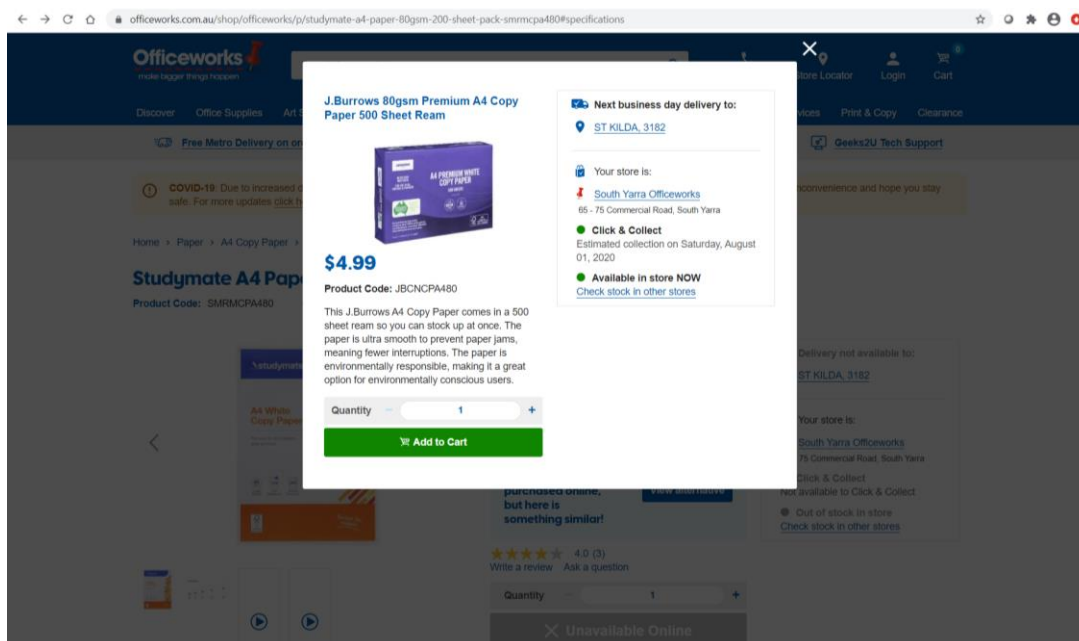 officeworks.com.au/shop/officeworks/p/studymate-a4-paper-80gsm-200-sheet-pack-smrmcpa480#specifications
Officeworks
make bigger things happen
Store Locator
Login
0
Cart
Discover
Office Supplies
Print & Copy
Clearance
Free Metro Delivery on
Geeks2U Tech Support
COVID-19: Due to increased
inconvenience and hope you stay
safe. For more updates click
Home > Paper > A4 Copy Paper >
Studymate A4
Product Code: SMRMCPA480
studymate
A4 White
Copy Paper
J.Burrows 80gsm Premium A4 Copy
Paper 500 Sheet Ream
A4 PREMIUM WHITE
COPY PAPER
$4.99
Product Code: JBCNCPA480
This J.Burrows A4 Copy Paper comes in a 500
sheet ream so you can stock up at once. The
paper is ultra smooth to prevent paper jams,
meaning fewer interruptions. The paper is
environmentally responsible, making it a great
option for environmentally conscious users.
Quantity - 1 +
Add to Cart
Next business day delivery to:
ST KILDA, 3182
Your store is:
South Yarra Officeworks
65 - 75 Commercial Road, South Yarra
Click & Collect
Estimated collection on Saturday, August
01, 2020
Available in store NOW
Check stock in other stores
Delivery not available to:
ST KILDA, 3182
Your store is:
South Yarra Officeworks
75 Commercial Road, South Yarra
Click & Collect
Not available to Click & Collect
Out of stock in store
Check stock in other stores
purchased online,
but here is
something similar!
View alternative
4.0 (3)
Write a review
Ask a question
Quantity - 1 +
Unavailable Online